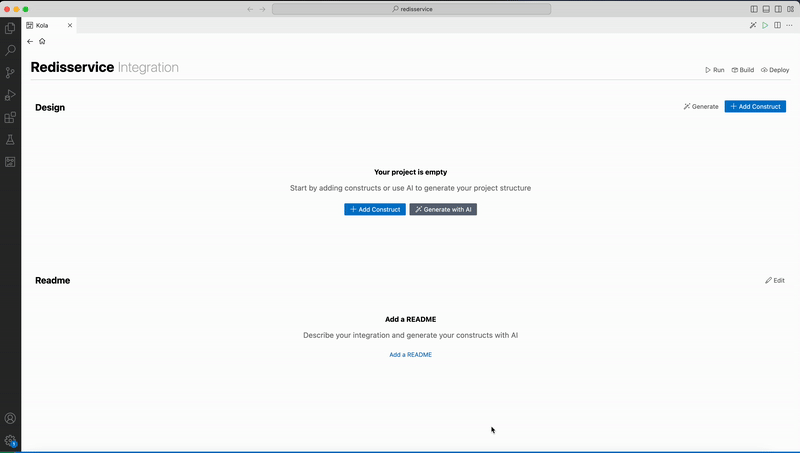 redisservice
Kola
Redisservice Integration
Run
Build
Deploy
Design
Generate
Add Construct
Your project is empty
Start by adding constructs or use AI to generate your project structure
Add Construct
Generate with AI
Readme
Edit
Add a README
Describe your integration and generate your constructs with AI
Add a README